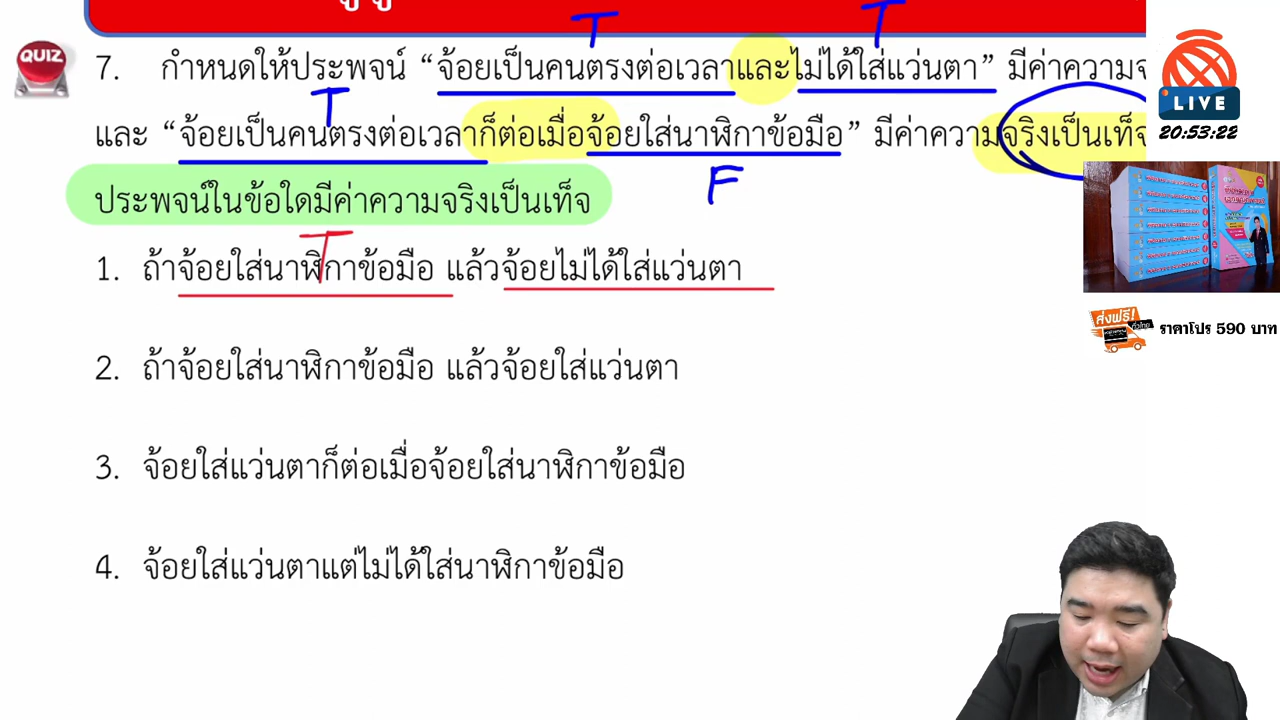 QUIZ
7. กำหนดให้ประพจน์ “จ้อยเป็นคนตรงต่อเวลาและไม่ได้ใส่แว่นตา” มีค่าความจ
และ “จ้อยเป็นคนตรงต่อเวลาก็ต่อเมื่อจ้อยใส่นาฬิกาข้อมือ” มีค่าความจริงเป็นเท็จ
ประพจน์ในข้อใดมีค่าความจริงเป็นเท็จ
1. ถ้าจ้อยใส่นาฬิกาข้อมือ แล้วจ้อยไม่ได้ใส่แว่นตา
2. ถ้าจ้อยใส่นาฬิกาข้อมือ แล้วจ้อยใส่แว่นตา
3. จ้อยใส่แว่นตาก็ต่อเมื่อจ้อยใส่นาฬิกาข้อมือ
4. จ้อยใส่แว่นตาแต่ไม่ได้ใส่นาฬิกาข้อมือ
T
T
T
F
T
LIVE
20:53:22
ส่งฟรี!
ทั่วไทย
ราคาโปร 590 บาท